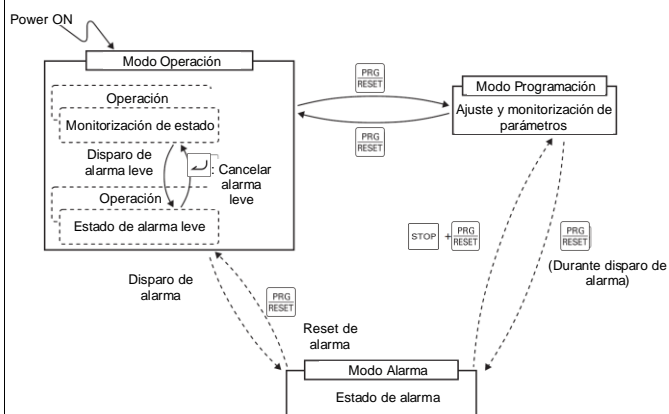 Power ON
Modo Operación
Operación
Monitorización de estado
Disparo de
alarma leve
: Cancelar
alarma
leve
Operación
Estado de alarma leve
PRG
RESET
PRG
RESET
Modo Programación
Ajuste y monitorización de
parámetros
STOP + PRG
RESET
PRG
RESET
(Durante disparo de
alarma)
Disparo de
alarma
PRG
RESET
Reset de
alarma
Modo Alarma
Estado de alarma